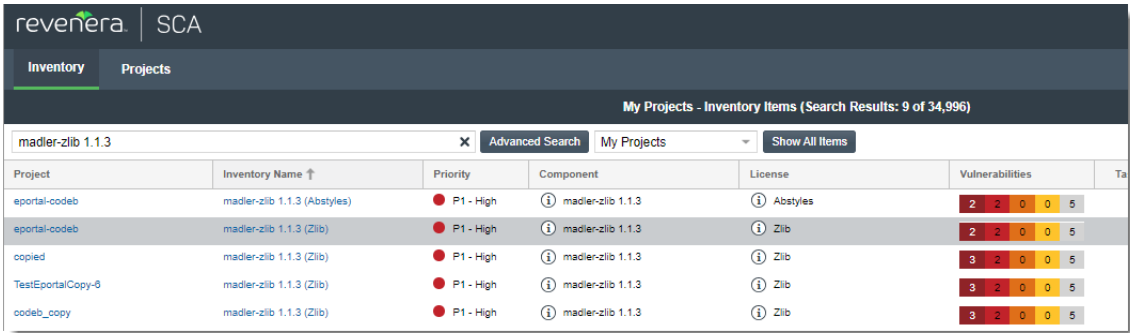 revenera. SCA
Inventory Projects
My Projects - Inventory Items (Search Results: 9 of 34,996)
madler-zlib 1.1.3 Advanced Search My Projects Show All Items
Project Inventory Name Priority Component License Vulnerabilities Ta
eportal-codeb madler-zlib 1.1.3 (Abstyles) P1 - High madler-zlib 1.1.3 Abstyles 2 2 0 0 5
eportal-codeb madler-zlib 1.1.3 (Zlib) P1 - High madler-zlib 1.1.3 Zlib 2 2 0 0 5
copied madler-zlib 1.1.3 (Zlib) P1 - High madler-zlib 1.1.3 Zlib 3 2 0 0 5
TestEportalCopy-6 madler-zlib 1.1.3 (Zlib) P1 - High madler-zlib 1.1.3 Zlib 3 2 0 0 5
codeb_copy madler-zlib 1.1.3 (Zlib) P1 - High madler-zlib 1.1.3 Zlib 3 2 0 0 5